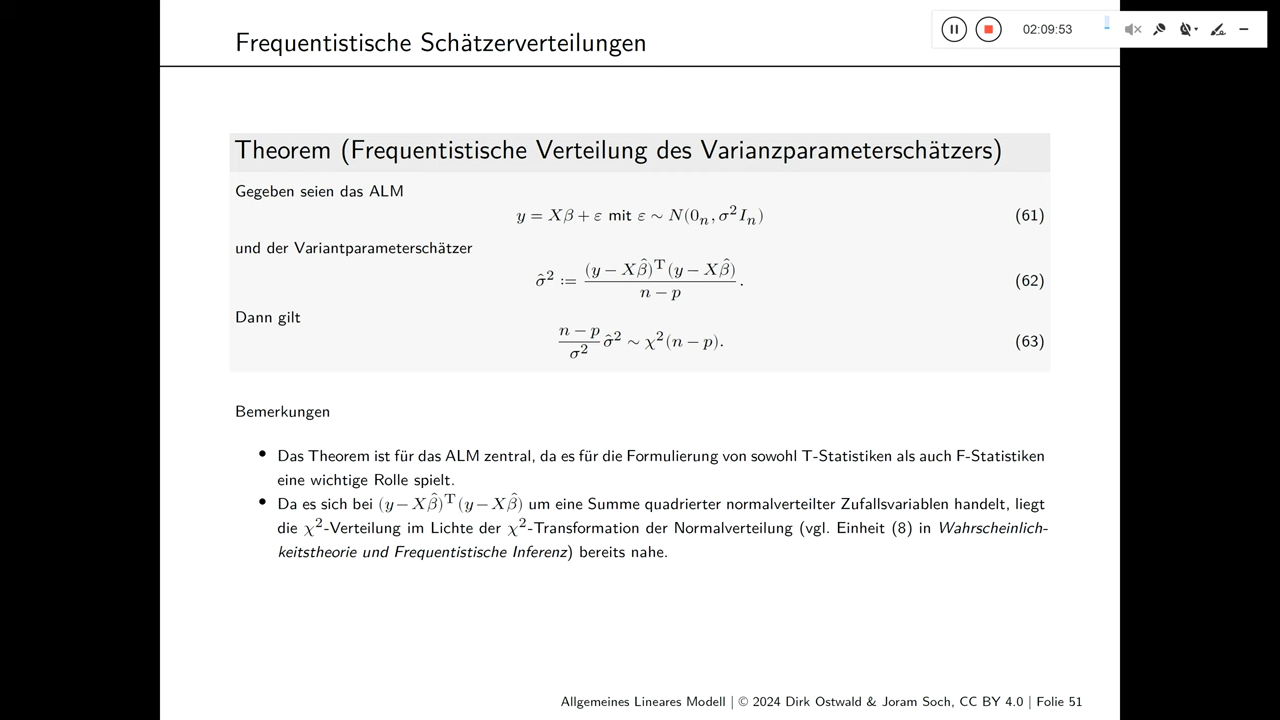 Frequentistische Schätzerverteilungen
02:09:53
Theorem (Frequentistische Verteilung des Varianzparameterschätzers)
Gegeben seien das ALM
y = Xβ + ε mit ε ∼ N(0ₙ, σ²Iₙ) (61)
und der Variantparameterschätzer
σ̂² := (y − Xβ̂)ᵀ(y − Xβ̂) / n − p . (62)
Dann gilt
n − p / σ² σ̂² ∼ χ²(n − p). (63)
Bemerkungen
• Das Theorem ist für das ALM zentral, da es für die Formulierung von sowohl T-Statistiken als auch F-Statistiken
eine wichtige Rolle spielt.
• Da es sich bei (y − Xβ̂)ᵀ(y − Xβ̂) um eine Summe quadrierter normalverteilter Zufallsvariablen handelt, liegt
die χ²-Verteilung im Lichte der χ²-Transformation der Normalverteilung (vgl. Einheit (8) in Wahrscheinlich-
keitstheorie und Frequentistische Inferenz) bereits nahe.
Allgemeines Lineares Modell | © 2024 Dirk Ostwald & Joram Soch, CC BY 4.0 | Folie 51